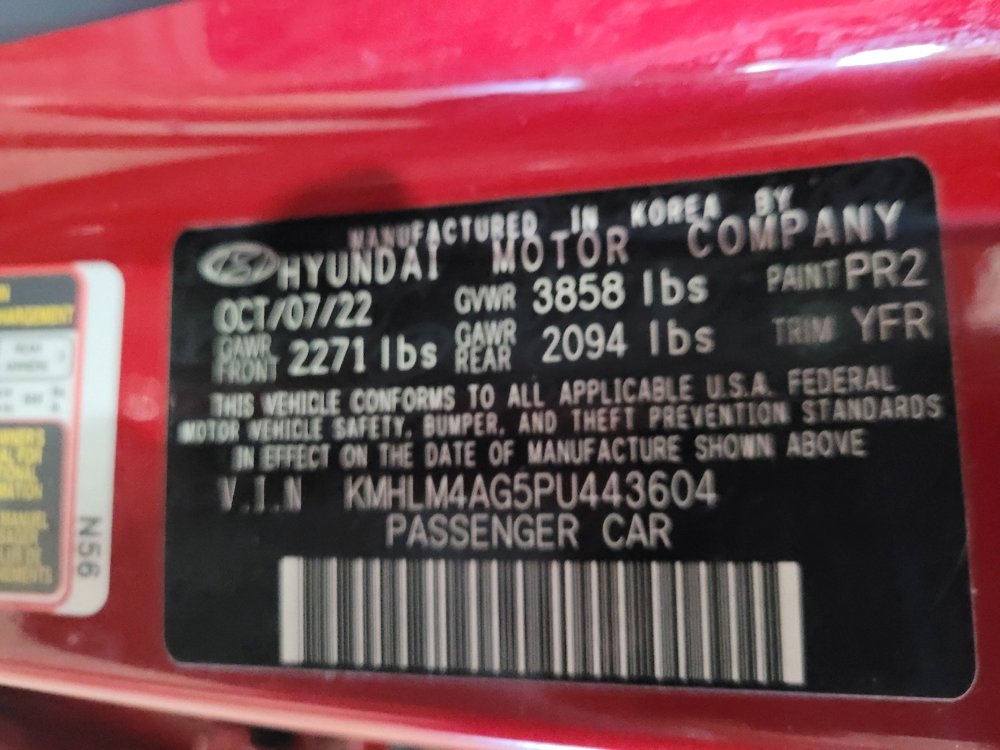 MANUFACTURED IN KOREA BY
HYUNDAI MOTOR COMPANY
OCT/07/22 GVWR 3858 lbs PAINT PR2
GAWR FRONT 2271 lbs GAWR REAR 2094 lbs TRIM YFR
THIS VEHICLE CONFORMS TO ALL APPLICABLE U.S.A. FEDERAL
MOTOR VEHICLE SAFETY, BUMPER, AND THEFT PREVENTION STANDARDS
IN EFFECT ON THE DATE OF MANUFACTURE SHOWN ABOVE
V.I.N KMHLM4AG5PU443604
PASSENGER CAR
N56